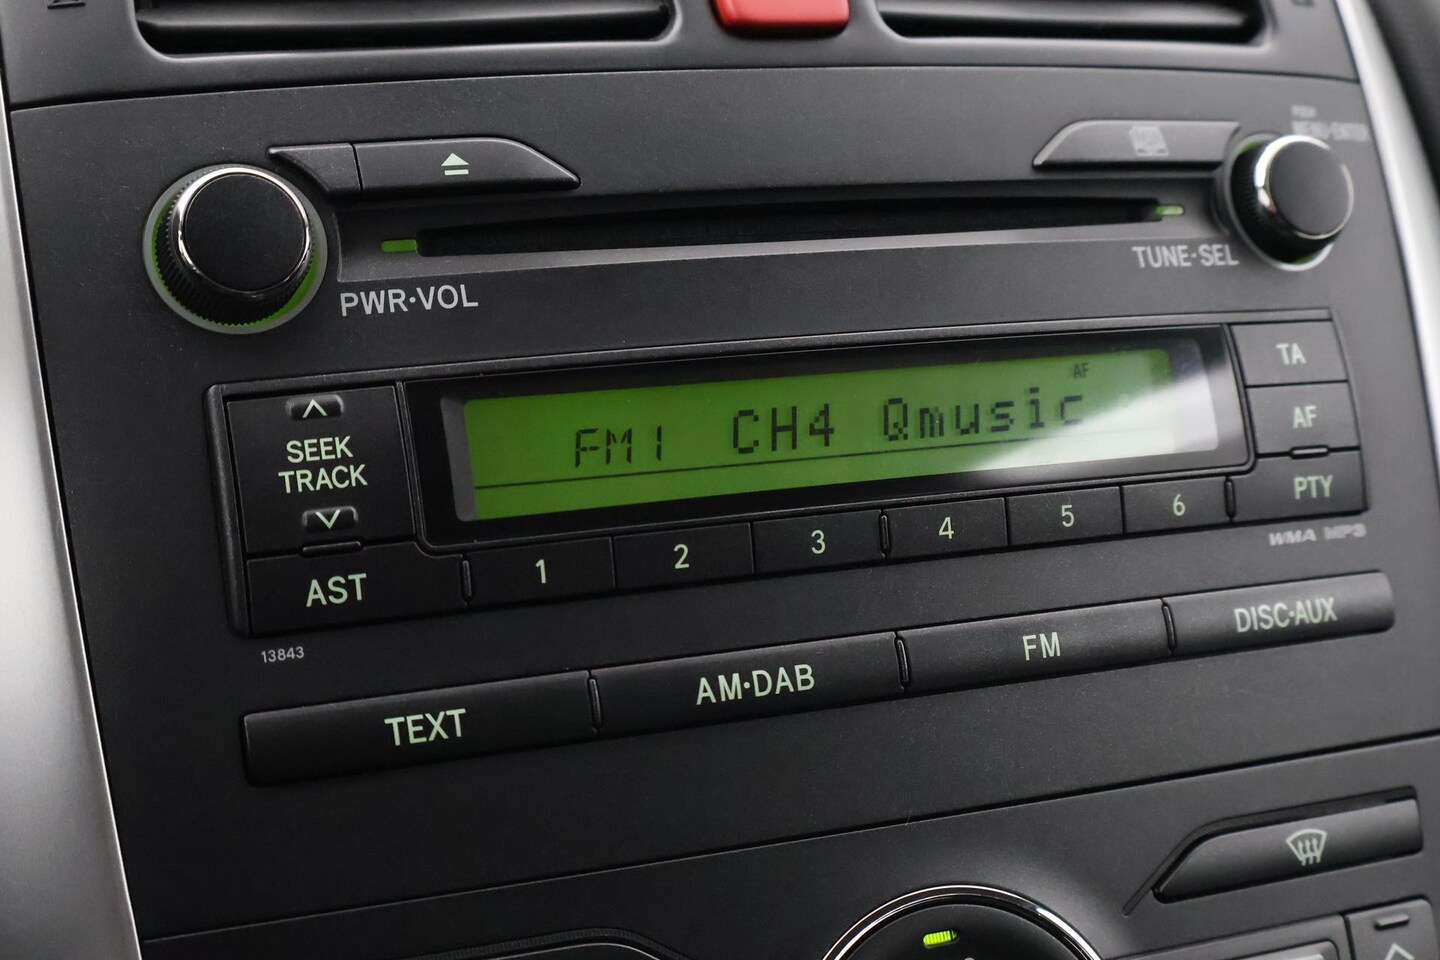 PWR·VOL
TUNE·SEL
AF
FM1 CH4 Qmusic
SEEK
TRACK
AST
1 2 3 4 5 6
TA
AF
PTY
WMA MP3
13843
TEXT
AM·DAB
FM
DISC·AUX